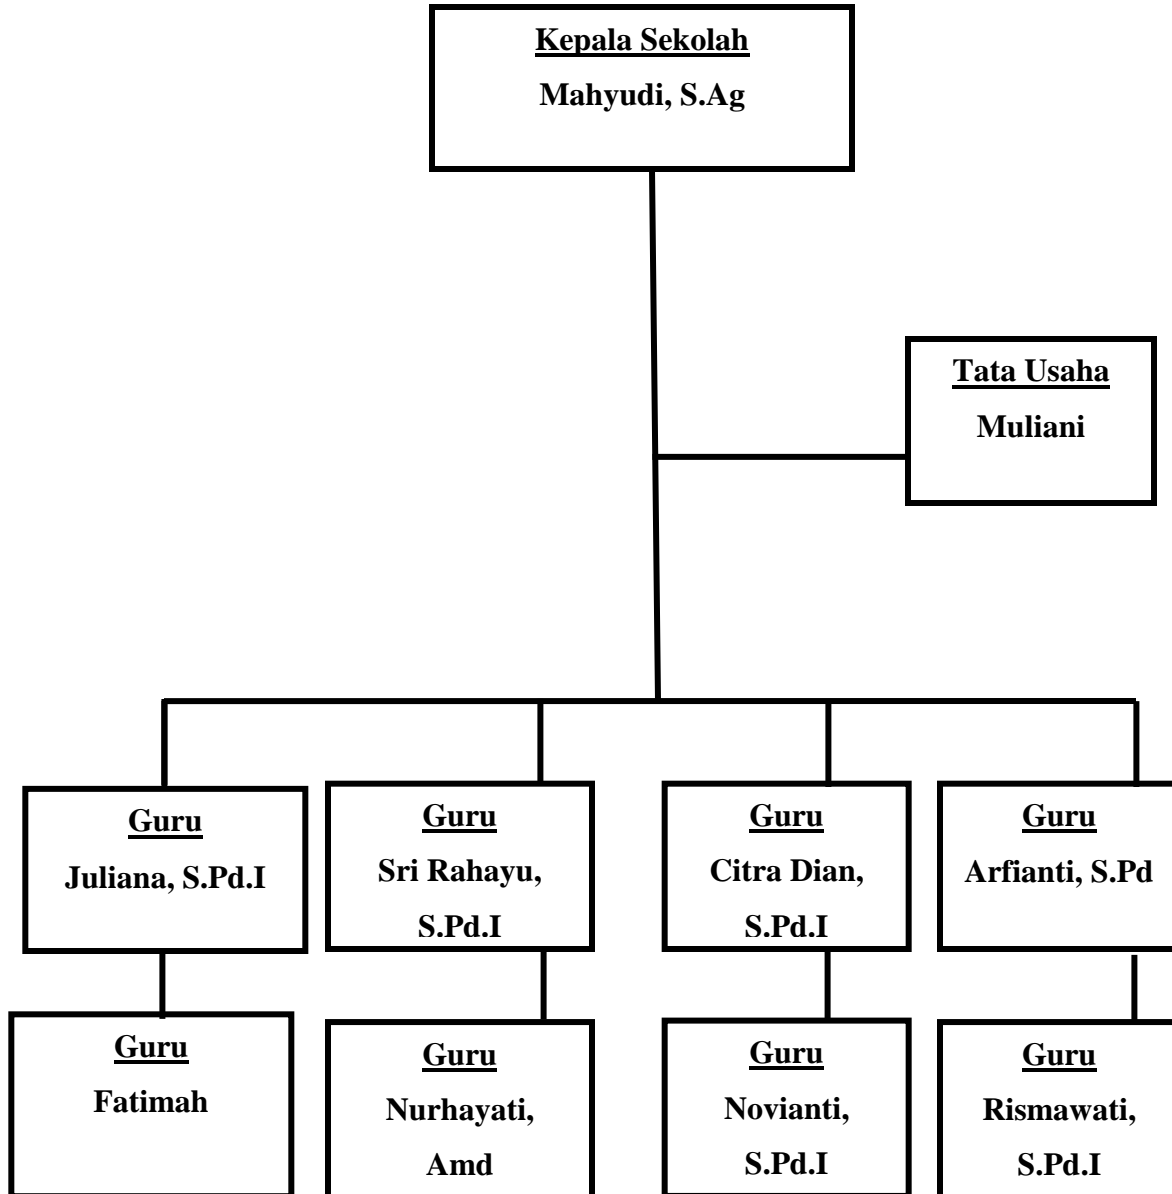 Kepala Sekolah
Mahyudi, S.Ag
Tata Usaha
Muliani
Guru
Juliana, S.Pd.I
Guru
Sri Rahayu,
S.Pd.I
Guru
Citra Dian,
S.Pd.I
Guru
Arfianti, S.Pd
Guru
Fatimah
Guru
Nurhayati,
Amd
Guru
Novianti,
S.Pd.I
Guru
Rismawati,
S.Pd.I